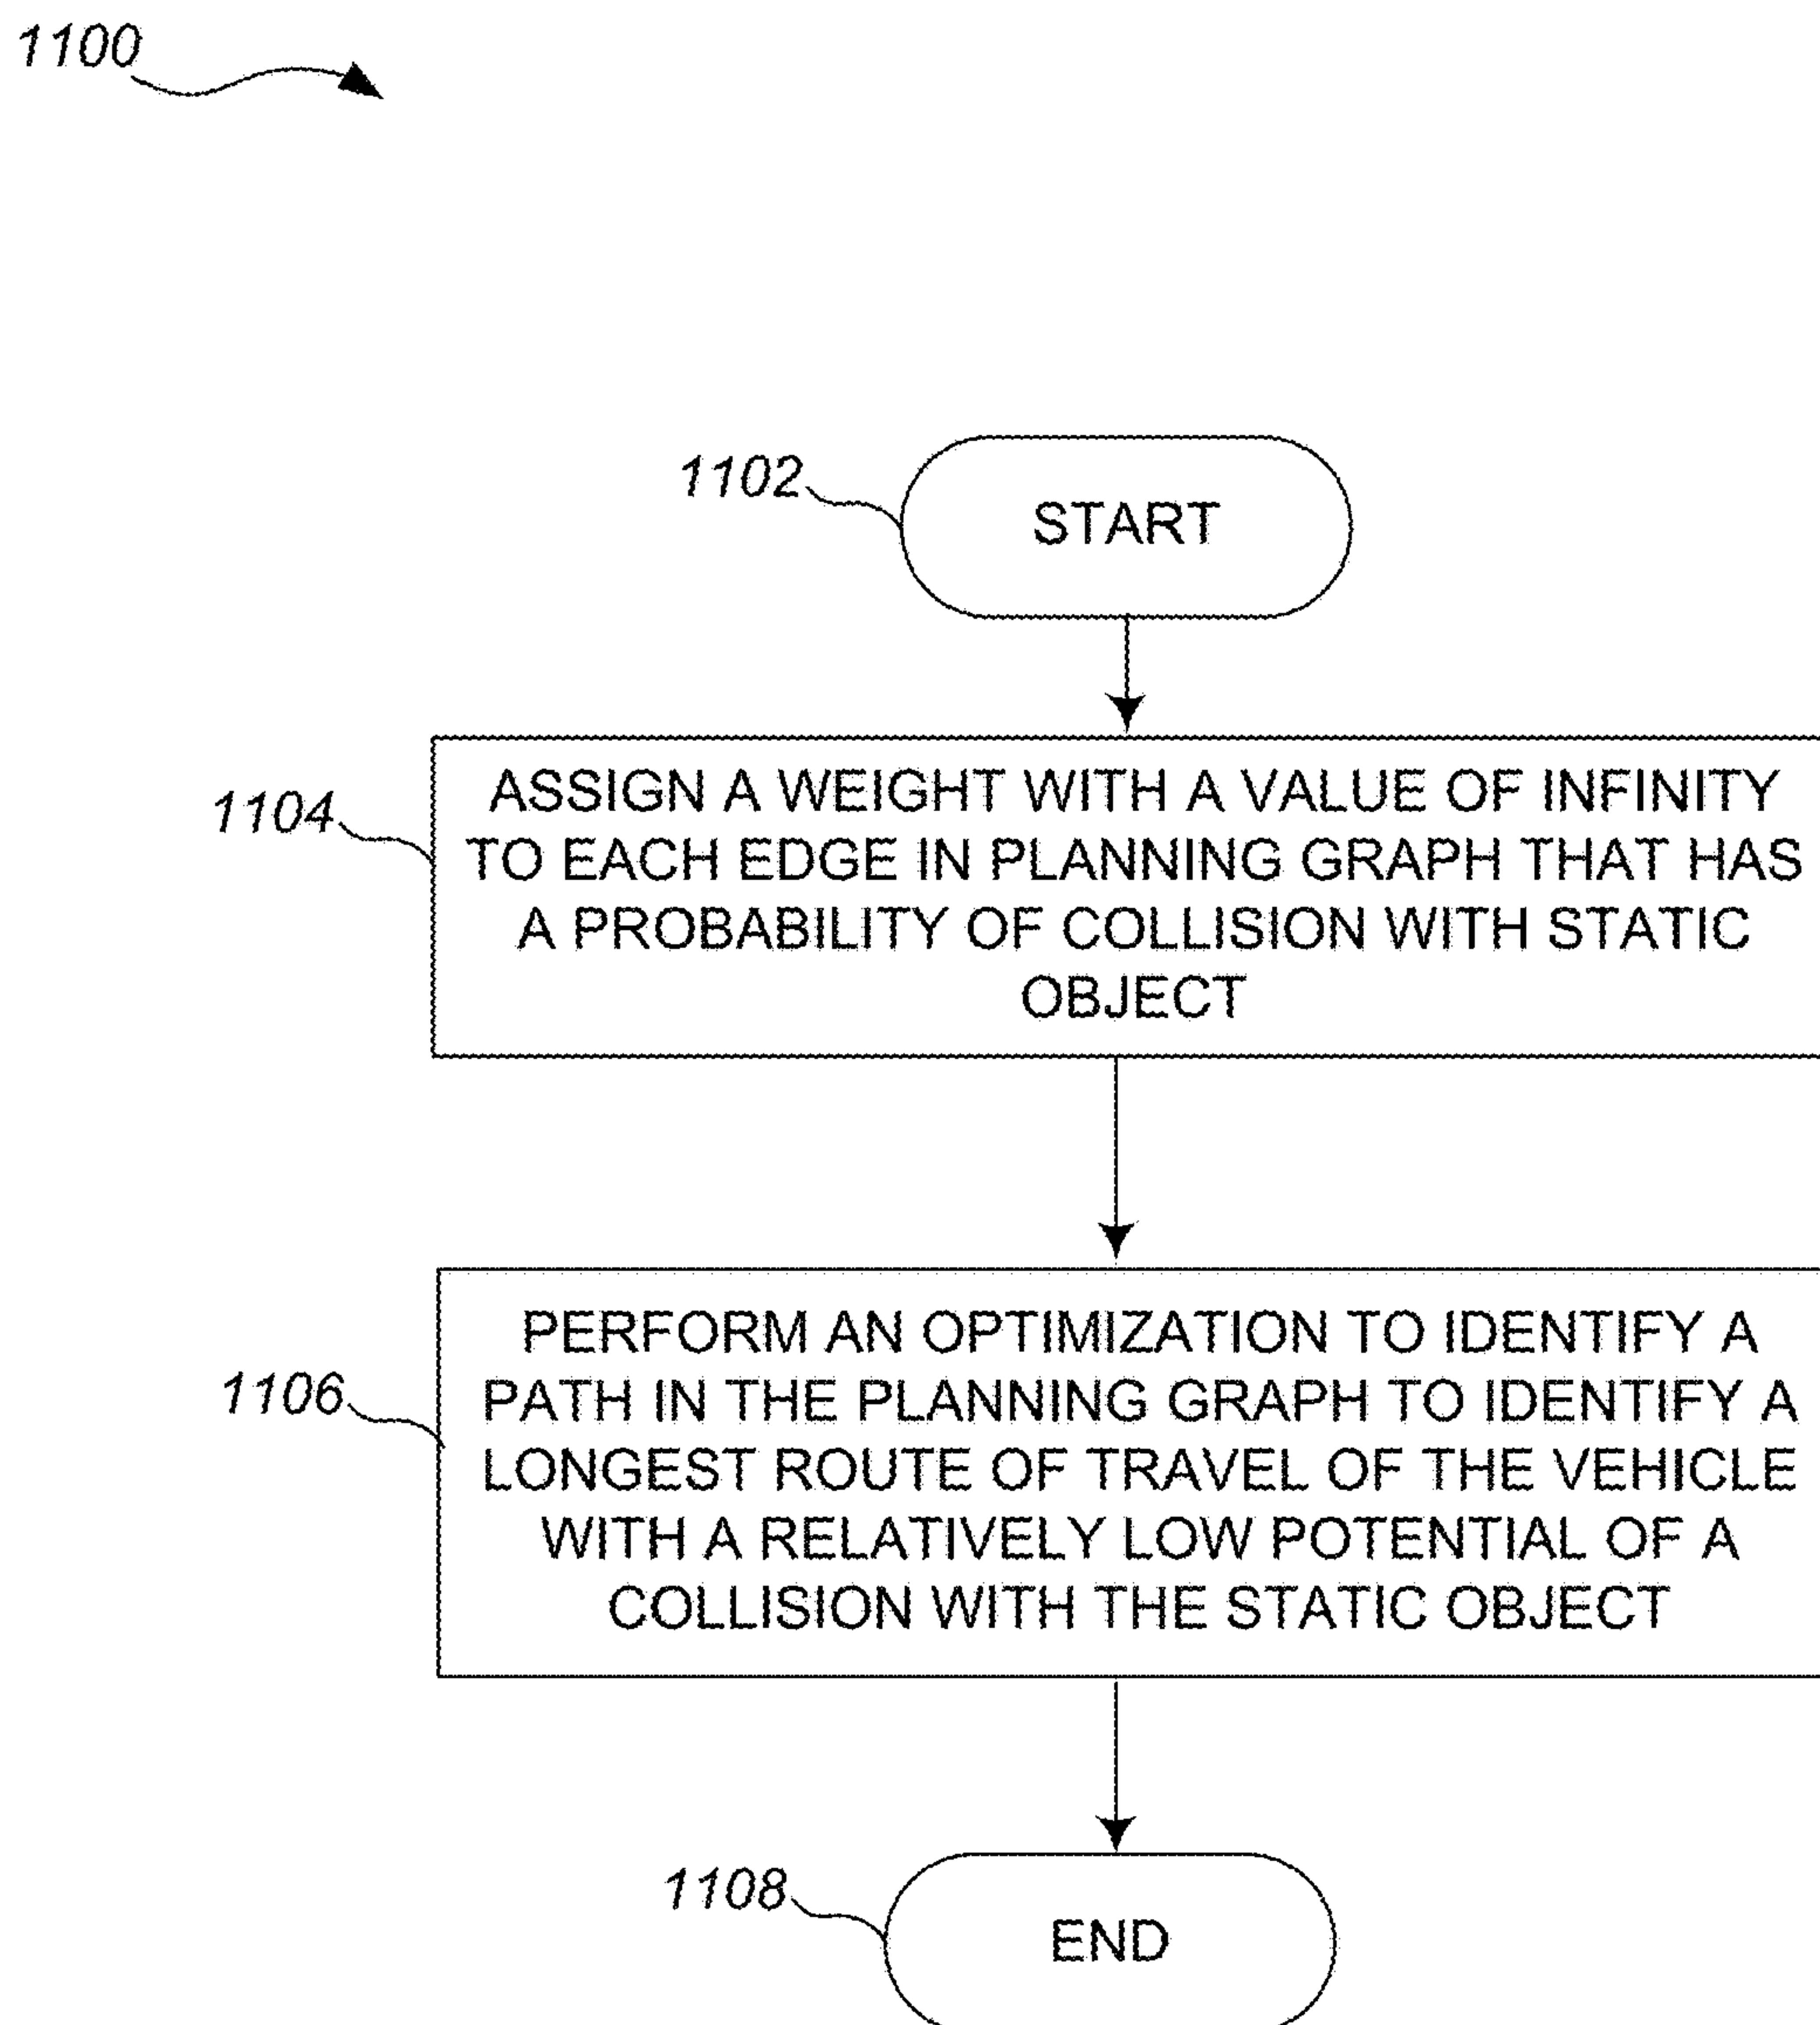 1100
1102
START
1104
ASSIGN A WEIGHT WITH A VALUE OF INFINITY
TO EACH EDGE IN PLANNING GRAPH THAT HAS
A PROBABILITY OF COLLISION WITH STATIC
OBJECT
1106
PERFORM AN OPTIMIZATION TO IDENTIFY A
PATH IN THE PLANNING GRAPH TO IDENTIFY A
LONGEST ROUTE OF TRAVEL OF THE VEHICLE
WITH A RELATIVELY LOW POTENTIAL OF A
COLLISION WITH THE STATIC OBJECT
1108
END